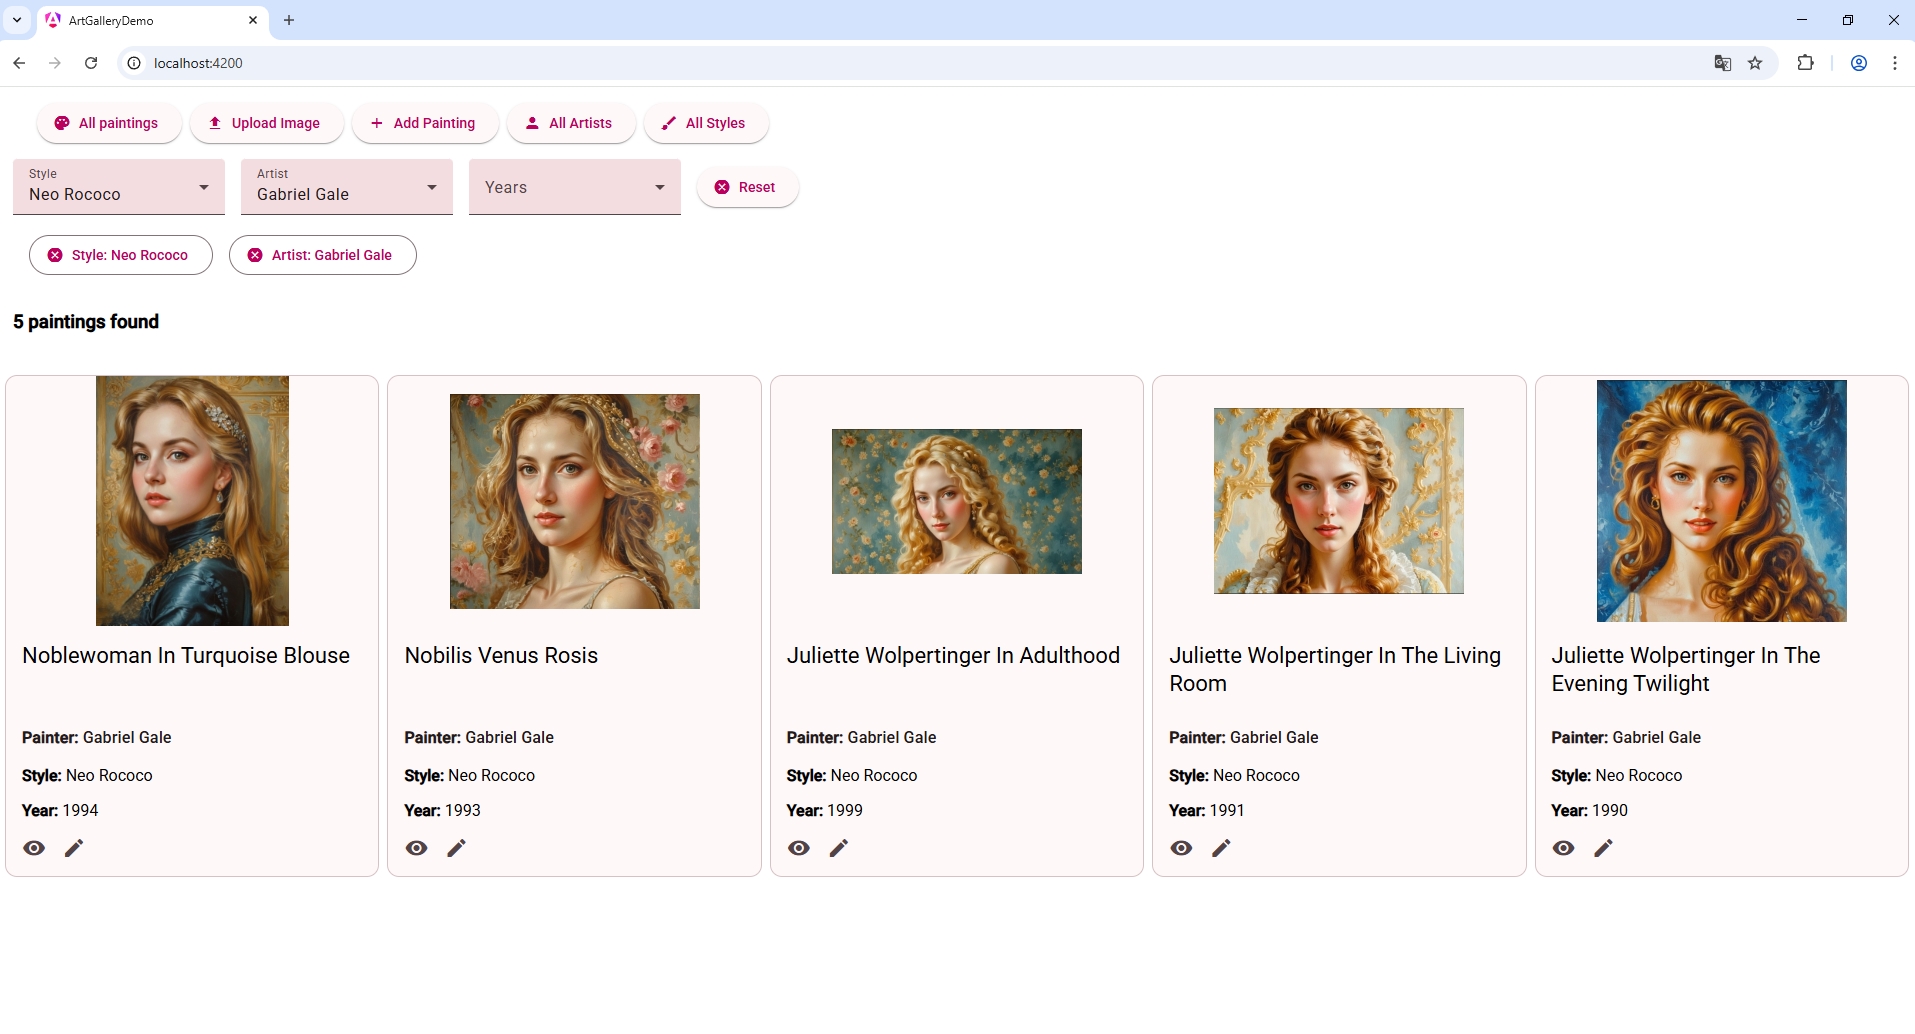 ArtGalleryDemo
localhost:4200
All paintings
Upload Image
Add Painting
All Artists
All Styles
Style
Neo Rococo
Artist
Gabriel Gale
Years
Reset
Style: Neo Rococo
Artist: Gabriel Gale
5 paintings found
Noblewoman In Turquoise Blouse
Painter: Gabriel Gale
Style: Neo Rococo
Year: 1994
Nobilis Venus Rosis
Painter: Gabriel Gale
Style: Neo Rococo
Year: 1993
Juliette Wolpertinger In Adulthood
Painter: Gabriel Gale
Style: Neo Rococo
Year: 1999
Juliette Wolpertinger In The Living
Room
Painter: Gabriel Gale
Style: Neo Rococo
Year: 1991
Juliette Wolpertinger In The
Evening Twilight
Painter: Gabriel Gale
Style: Neo Rococo
Year: 1990